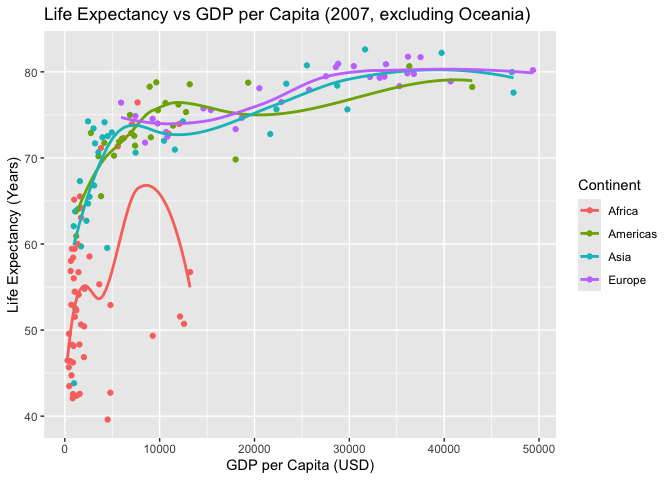 Life Expectancy vs GDP per Capita (2007, excluding Oceania)
Life Expectancy (Years)
80
70
60
50
40
0 10000 20000 30000 40000 50000
GDP per Capita (USD)
Continent
Africa
Americas
Asia
Europe